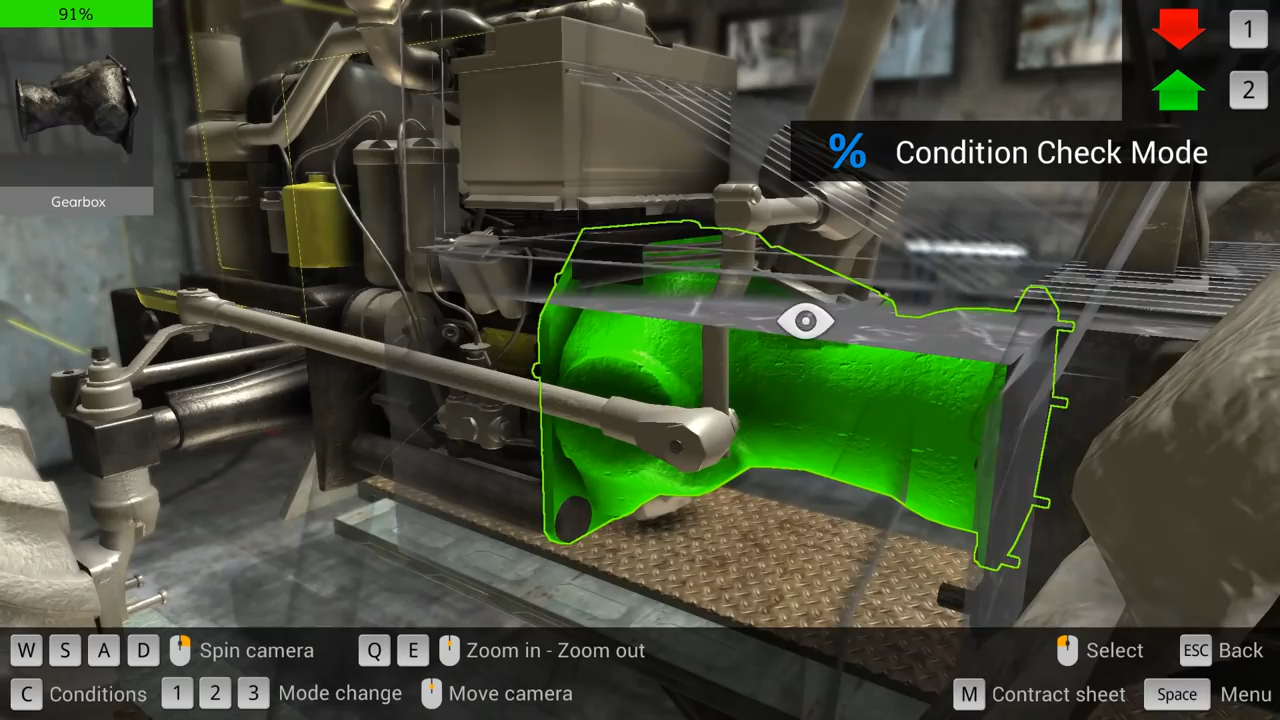 91%
Gearbox
1
2
% Condition Check Mode
W S A D Spin camera Q E Zoom in - Zoom out Select ESC Back
C Conditions 1 2 3 Mode change Move camera M Contract sheet Space Menu